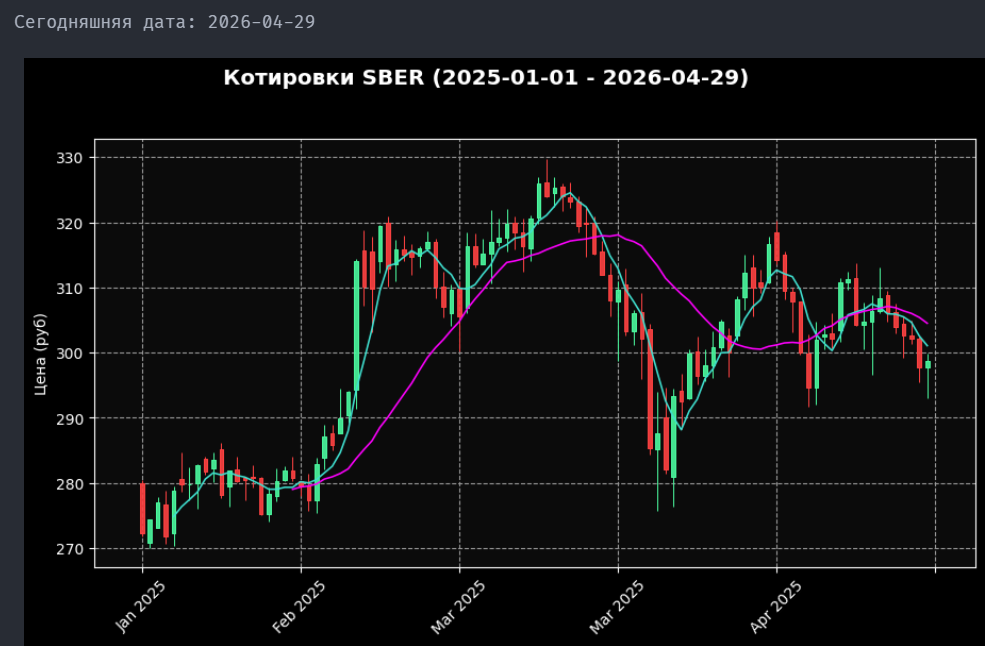 Сегодняшняя дата: 2026-04-29
Котировки SBER (2025-01-01 - 2026-04-29)
330
320
310
300
290
280
270
Цена (руб)
Jan 2025
Feb 2025
Mar 2025
Mar 2025
Apr 2025